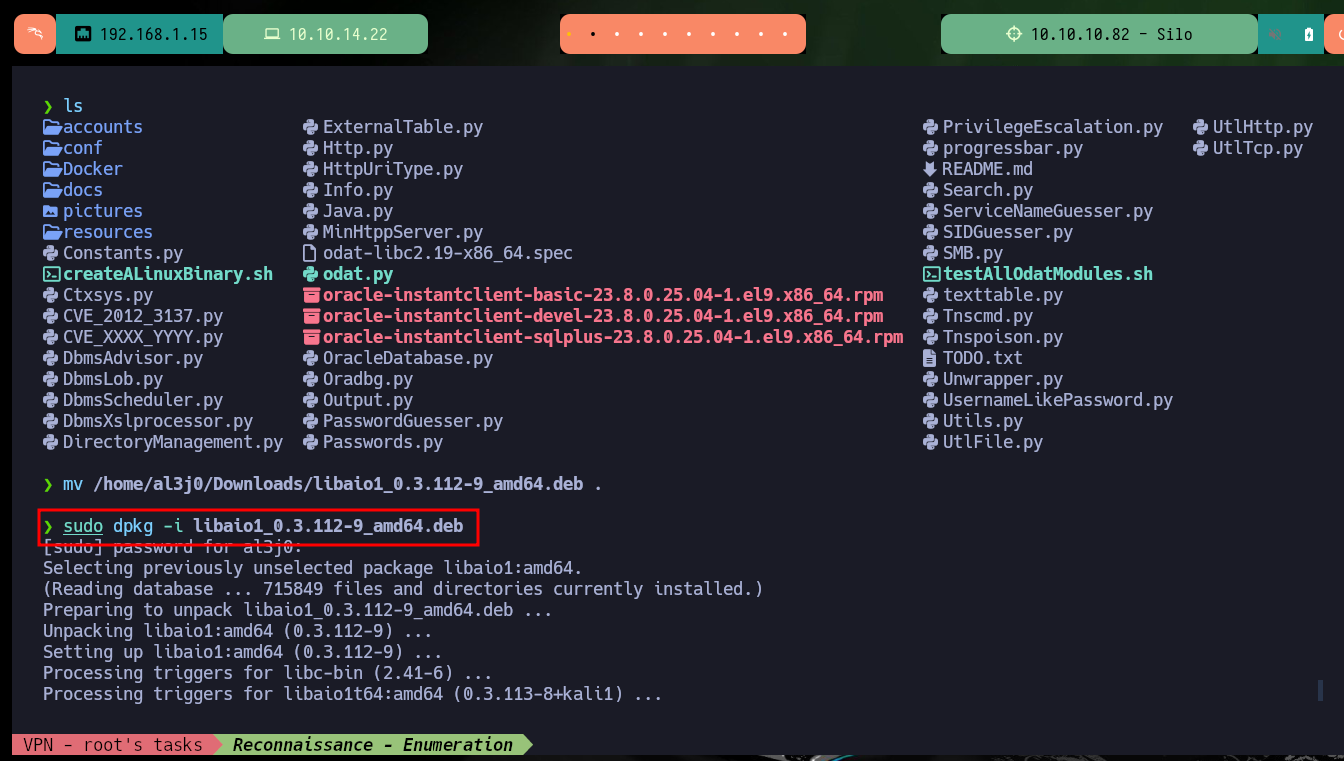 192.168.1.15 10.10.14.22 10.10.10.82 - Silo
❯ ls
accounts ExternalTable.py PrivilegeEscalation.py UtlHttp.py
conf Http.py progressbar.py UtlTcp.py
Docker HttpUriType.py README.md
docs Info.py Search.py
pictures Java.py ServiceNameGuesser.py
resources MinHtppServer.py SIDGuesser.py
Constants.py odat-libc2.19-x86_64.spec SMB.py
createALinuxBinary.sh odat.py testAllOdatModules.sh
Ctxsys.py oracle-instantclient-basic-23.8.0.25.04-1.el9.x86_64.rpm texttable.py
CVE_2012_3137.py oracle-instantclient-devel-23.8.0.25.04-1.el9.x86_64.rpm Tnscmd.py
CVE_XXXX_YYYY.py oracle-instantclient-sqlplus-23.8.0.25.04-1.el9.x86_64.rpm Tnspoison.py
DbmsAdvisor.py OracleDatabase.py TODO.txt
DbmsLob.py Oradbg.py Unwrapper.py
DbmsScheduler.py Output.py UsernameLikePassword.py
DbmsXslprocessor.py PasswordGuesser.py Utils.py
DirectoryManagement.py Passwords.py UtlFile.py
❯ mv /home/al3j0/Downloads/libaio1_0.3.112-9_amd64.deb .
❯ sudo dpkg -i libaio1_0.3.112-9_amd64.deb
[sudo] password for al3j0:
Selecting previously unselected package libaio1:amd64.
(Reading database ... 715849 files and directories currently installed.)
Preparing to unpack libaio1_0.3.112-9_amd64.deb ...
Unpacking libaio1:amd64 (0.3.112-9) ...
Setting up libaio1:amd64 (0.3.112-9) ...
Processing triggers for libc-bin (2.41-6) ...
Processing triggers for libaio1t64:amd64 (0.3.113-8+kali1) ...
VPN - root's tasks Reconnaissance - Enumeration